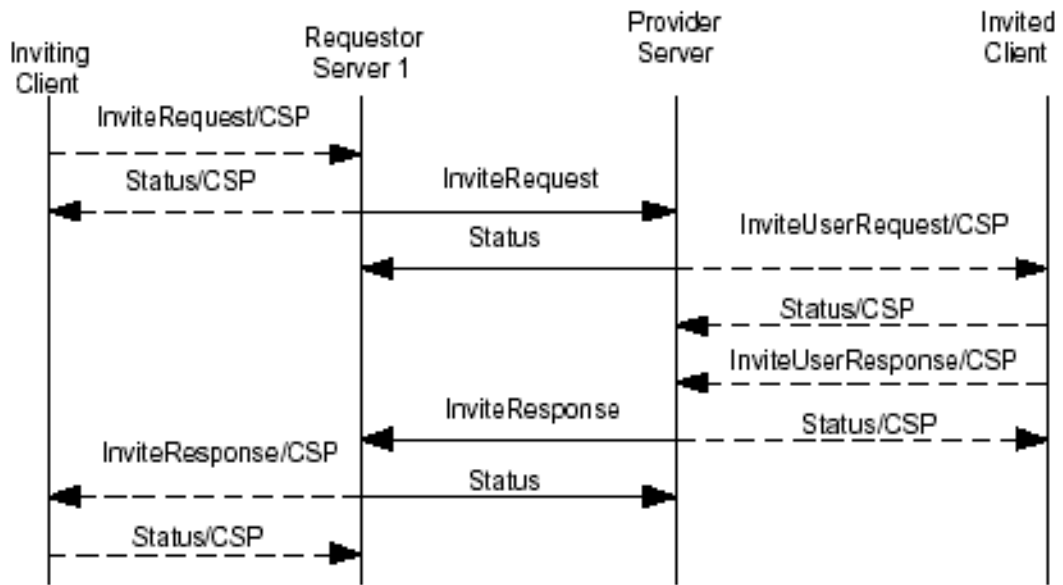 Inviting
Client
Requestor
Server 1
Provider
Server
Invited
Client
InviteRequest/CSP
Status/CSP
InviteRequest
Status
InviteUserRequest/CSP
Status/CSP
InviteUserResponse/CSP
InviteResponse
Status/CSP
InviteResponse/CSP
Status
Status/CSP